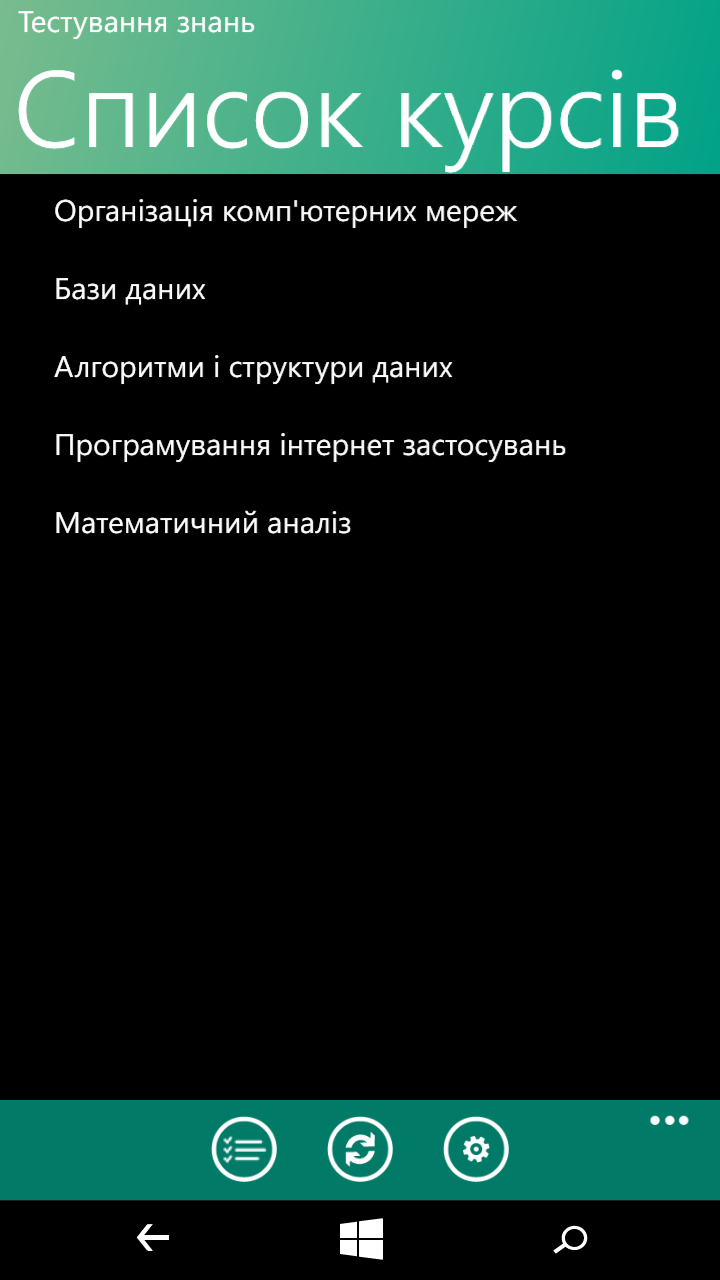 Тестування знань
Список курсів
Організація комп'ютерних мереж
Бази даних
Алгоритми і структури даних
Програмування інтернет застосувань
Математичний аналіз